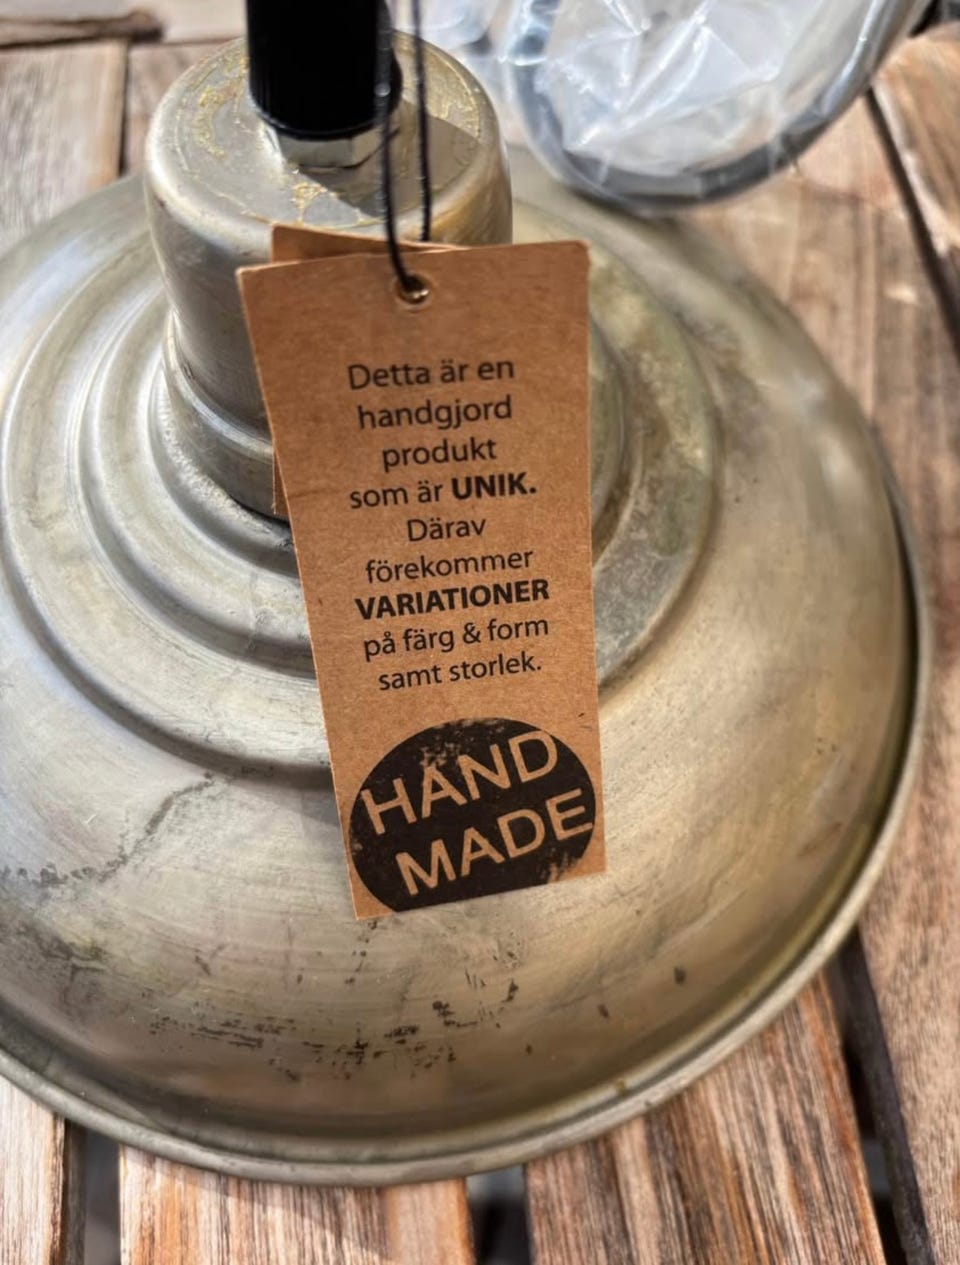 Detta är en
handgjord
produkt
som är UNIK.
Därav
förekommer
VARIATIONER
på färg & form
samt storlek.
HAND
MADE